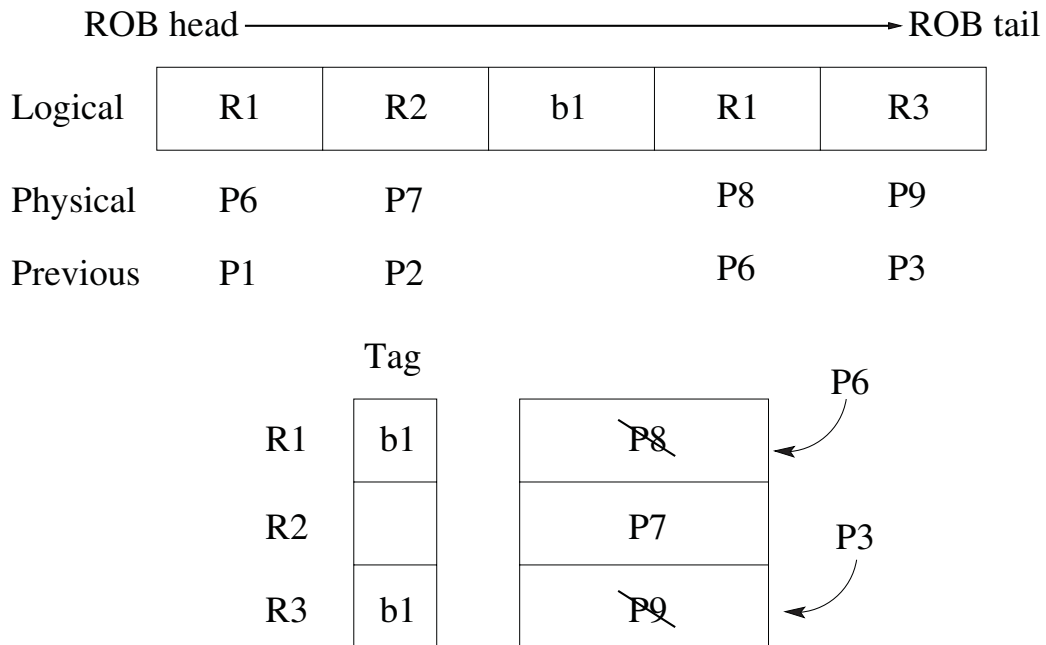 ROB head ROB tail
Logical R1 R2 b1 R1 R3
Physical P6 P7 P8 P9
Previous P1 P2 P6 P3
Tag
P6
R1 b1 P8
R2 P7
P3
R3 b1 P9